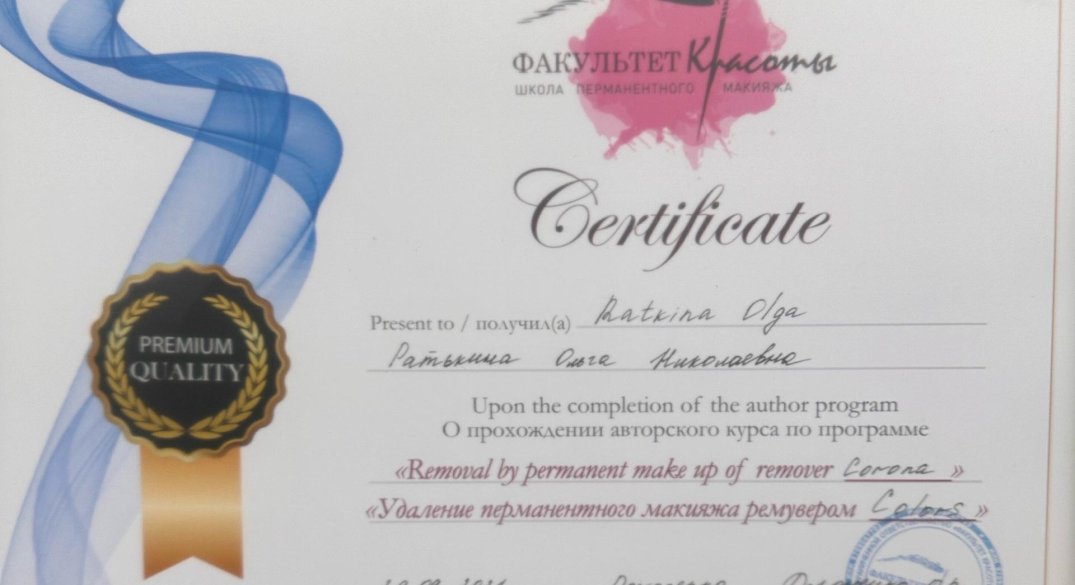 ФАКУЛЬТЕТ Красоты
ШКОЛА ПЕРМАНЕНТНОГО МАКИЯЖА
Certificate
PREMIUM
QUALITY
Present to / получил(а) Ratkina Olga
Ратькина Ольга Николаевна
Upon the completion of the author program
О прохождении авторского курса по программе
«Removal by permanent make up of remover Corona »
«Удаление перманентного макияжа ремувером Colors »